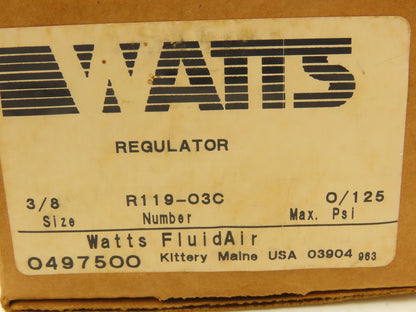 WATTS
REGULATOR
3/8 R119-03C 0/125
Size Number Max. Psi
Watts FluidAir
0497500 Kittery Maine USA 03904 963